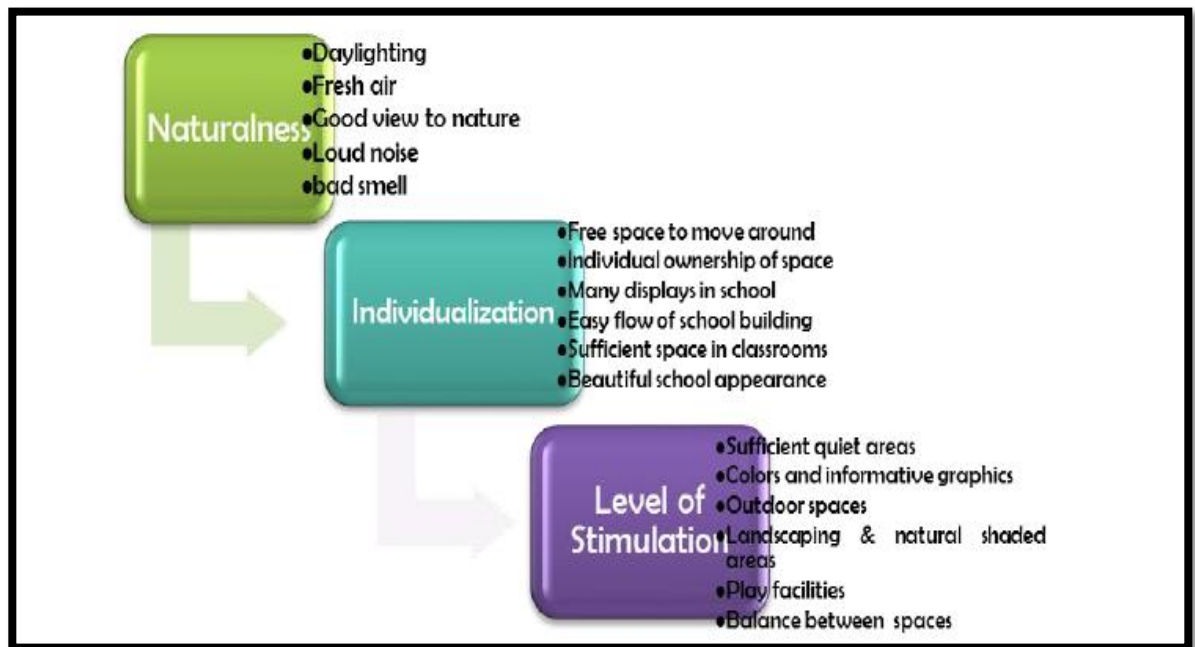 Naturalness
•Daylighting
•Fresh air
•Good view to nature
•Loud noise
•bad smell
Individualization
•Free space to move around
•Individual ownership of space
•Many displays in school
•Easy flow of school building
•Sufficient space in classrooms
•Beautiful school appearance
Level of
Stimulation
•Sufficient quiet areas
•Colors and informative graphics
•Outdoor spaces
•Landscaping & natural shaded
areas
•Play facilities
•Balance between spaces